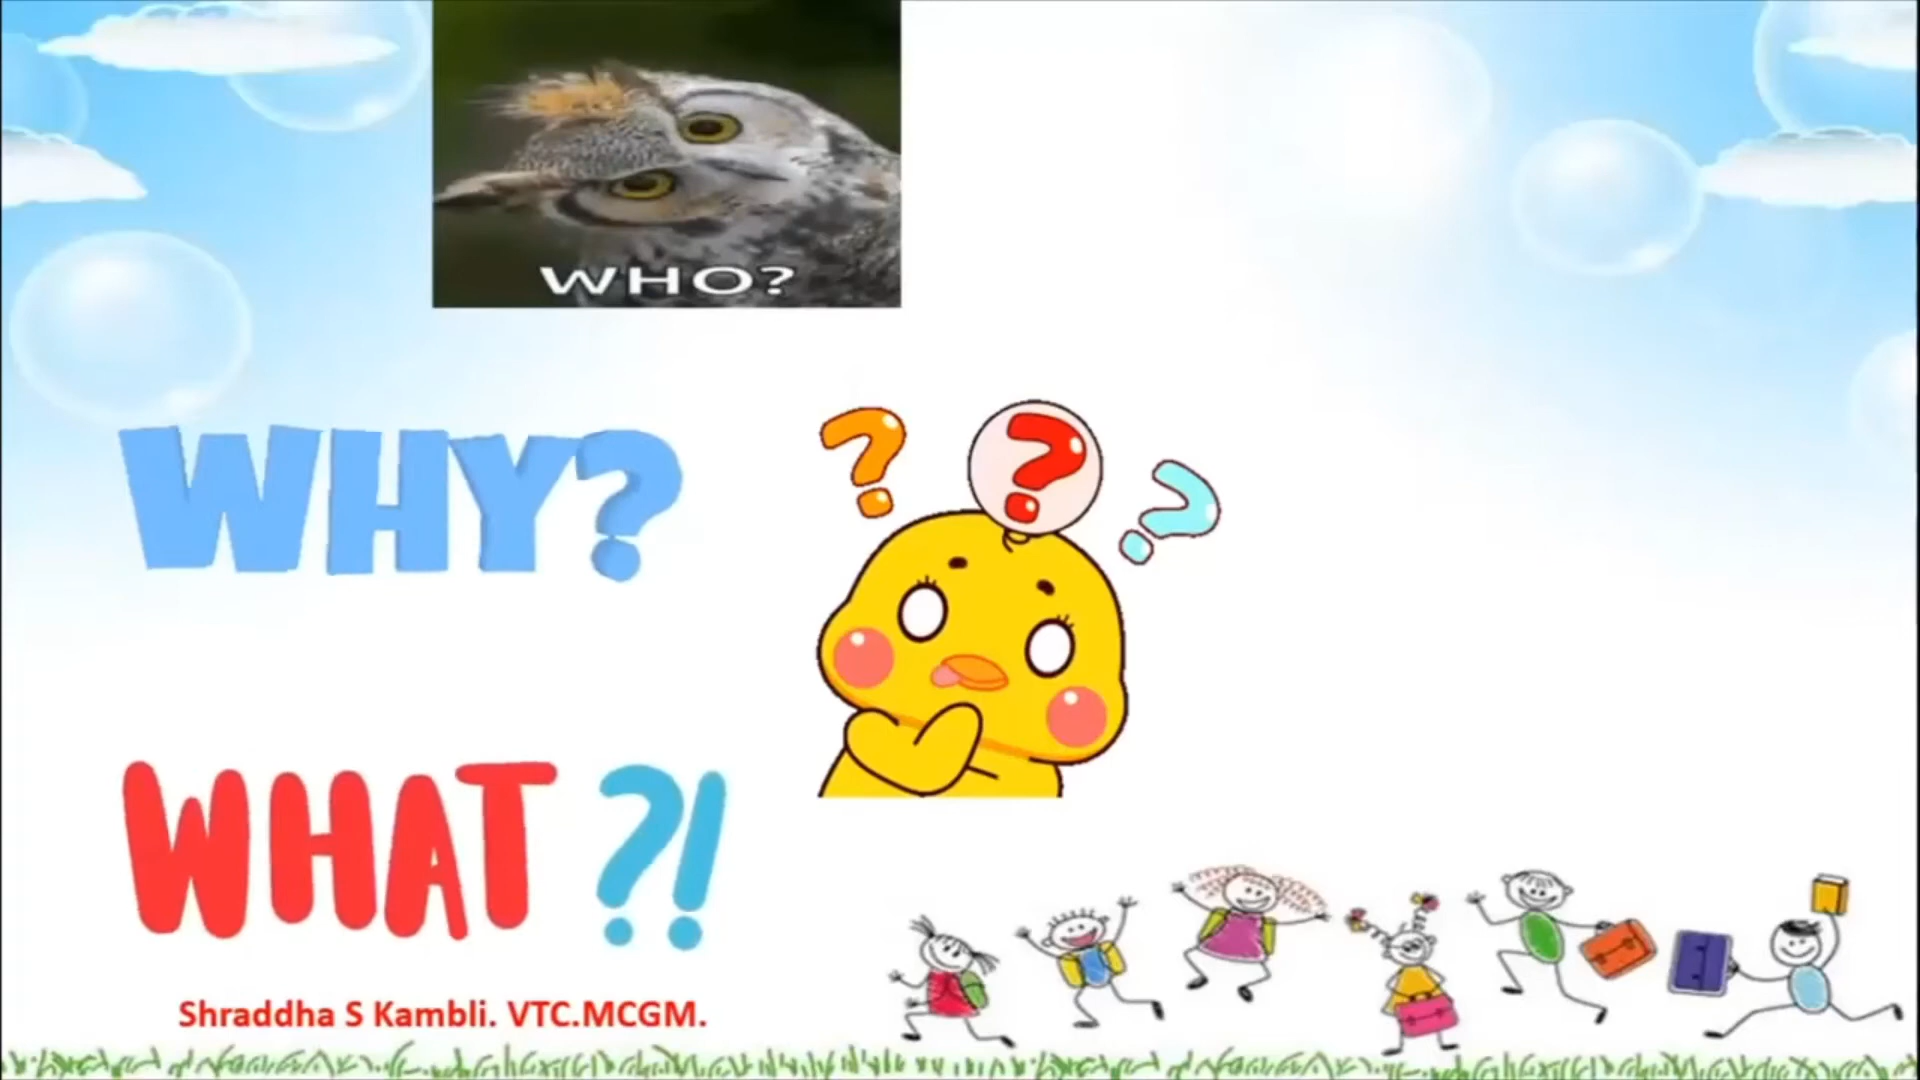 WHO?
WHY?
? ? ?
WHAT?!
Shraddha S Kambli. VTC.MCGM.